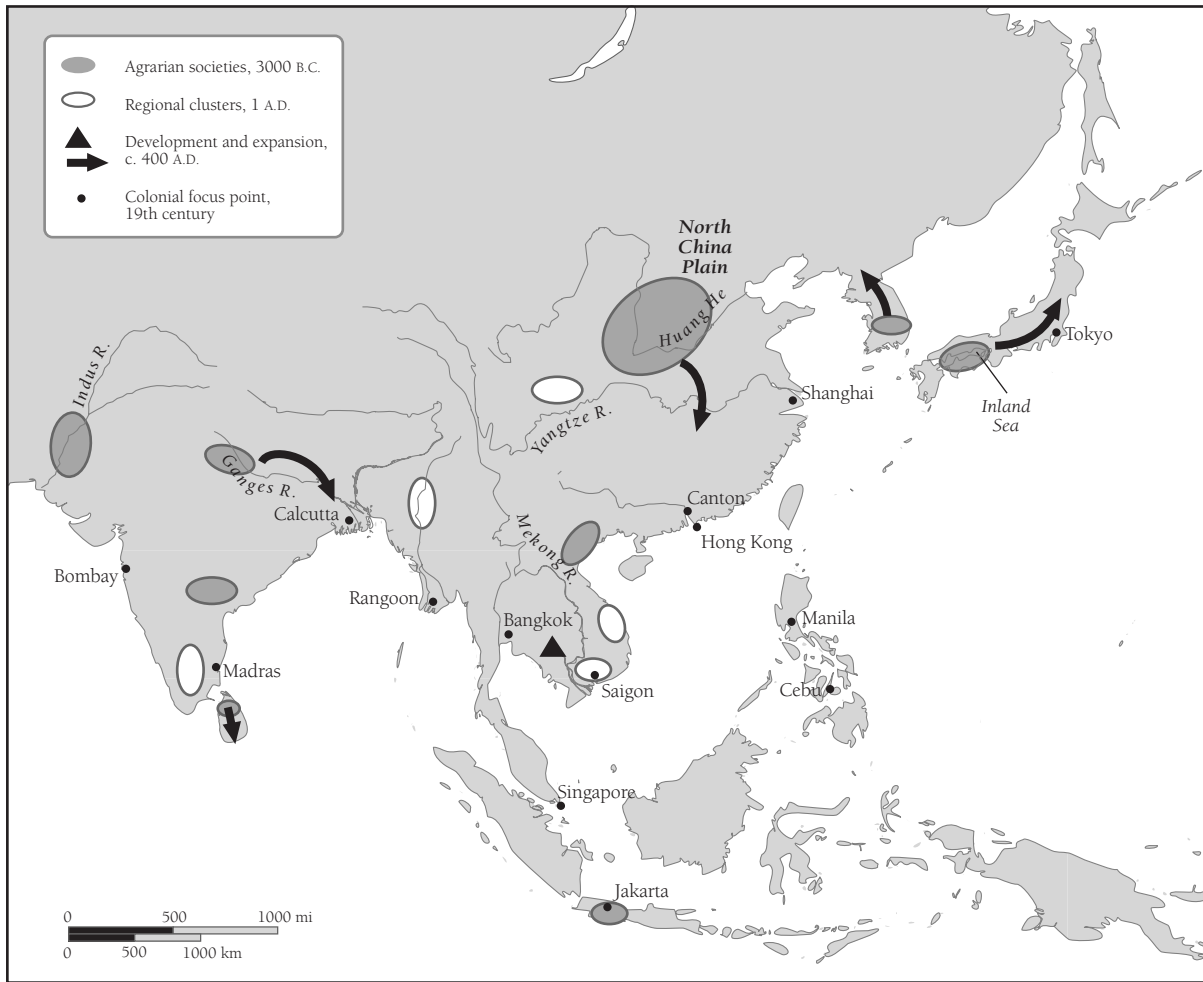 Agrarian societies, 3000 B.C.
Regional clusters, 1 A.D.
Development and expansion,
c. 400 A.D.
Colonial focus point,
19th century
North
China
Plain
Huang He
Indus R.
Tokyo
Shanghai
Inland
Sea
Yangtze R.
Ganges R.
Calcutta
Canton
Hong Kong
Mekong R.
Bombay
Rangoon
Bangkok
Manila
Madras
Saigon
Cebu
Singapore
Jakarta
0 500 1000 mi
0 500 1000 km